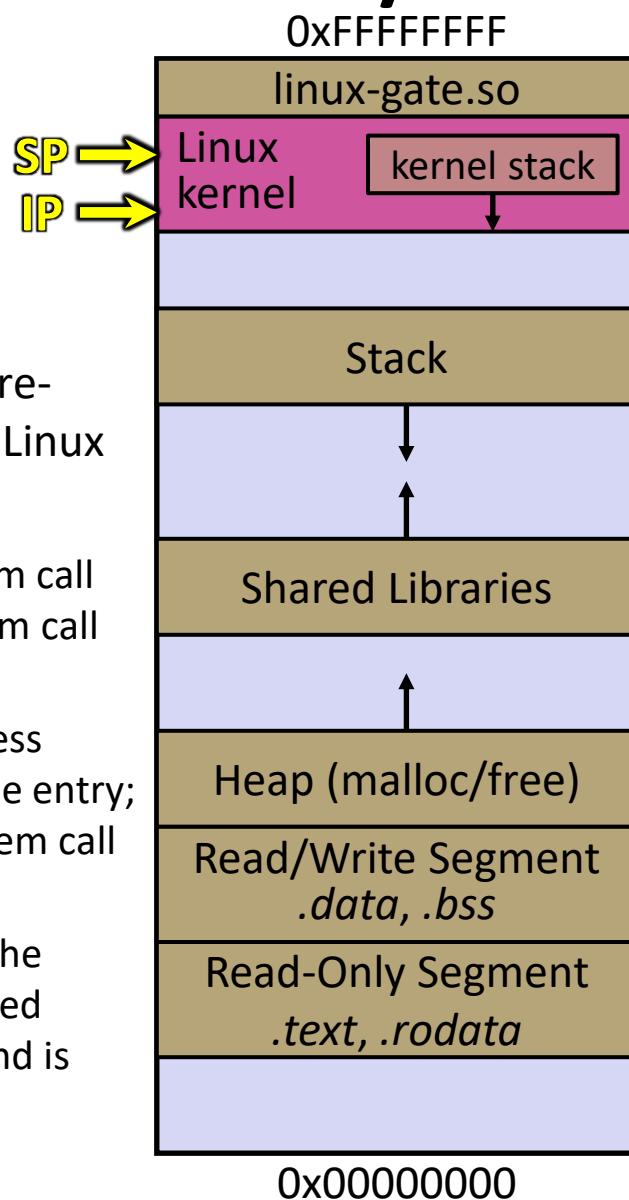 0xFFFFFFFF
linux-gate.so
SP
Linux
kernel
kernel stack
IP
Stack
re-
Linux
m call
m call
Shared Libraries
ess
e entry;
em call
Heap (malloc/free)
Read/Write Segment
.data, .bss
he
ed
nd is
Read-Only Segment
.text, .rodata
0x00000000